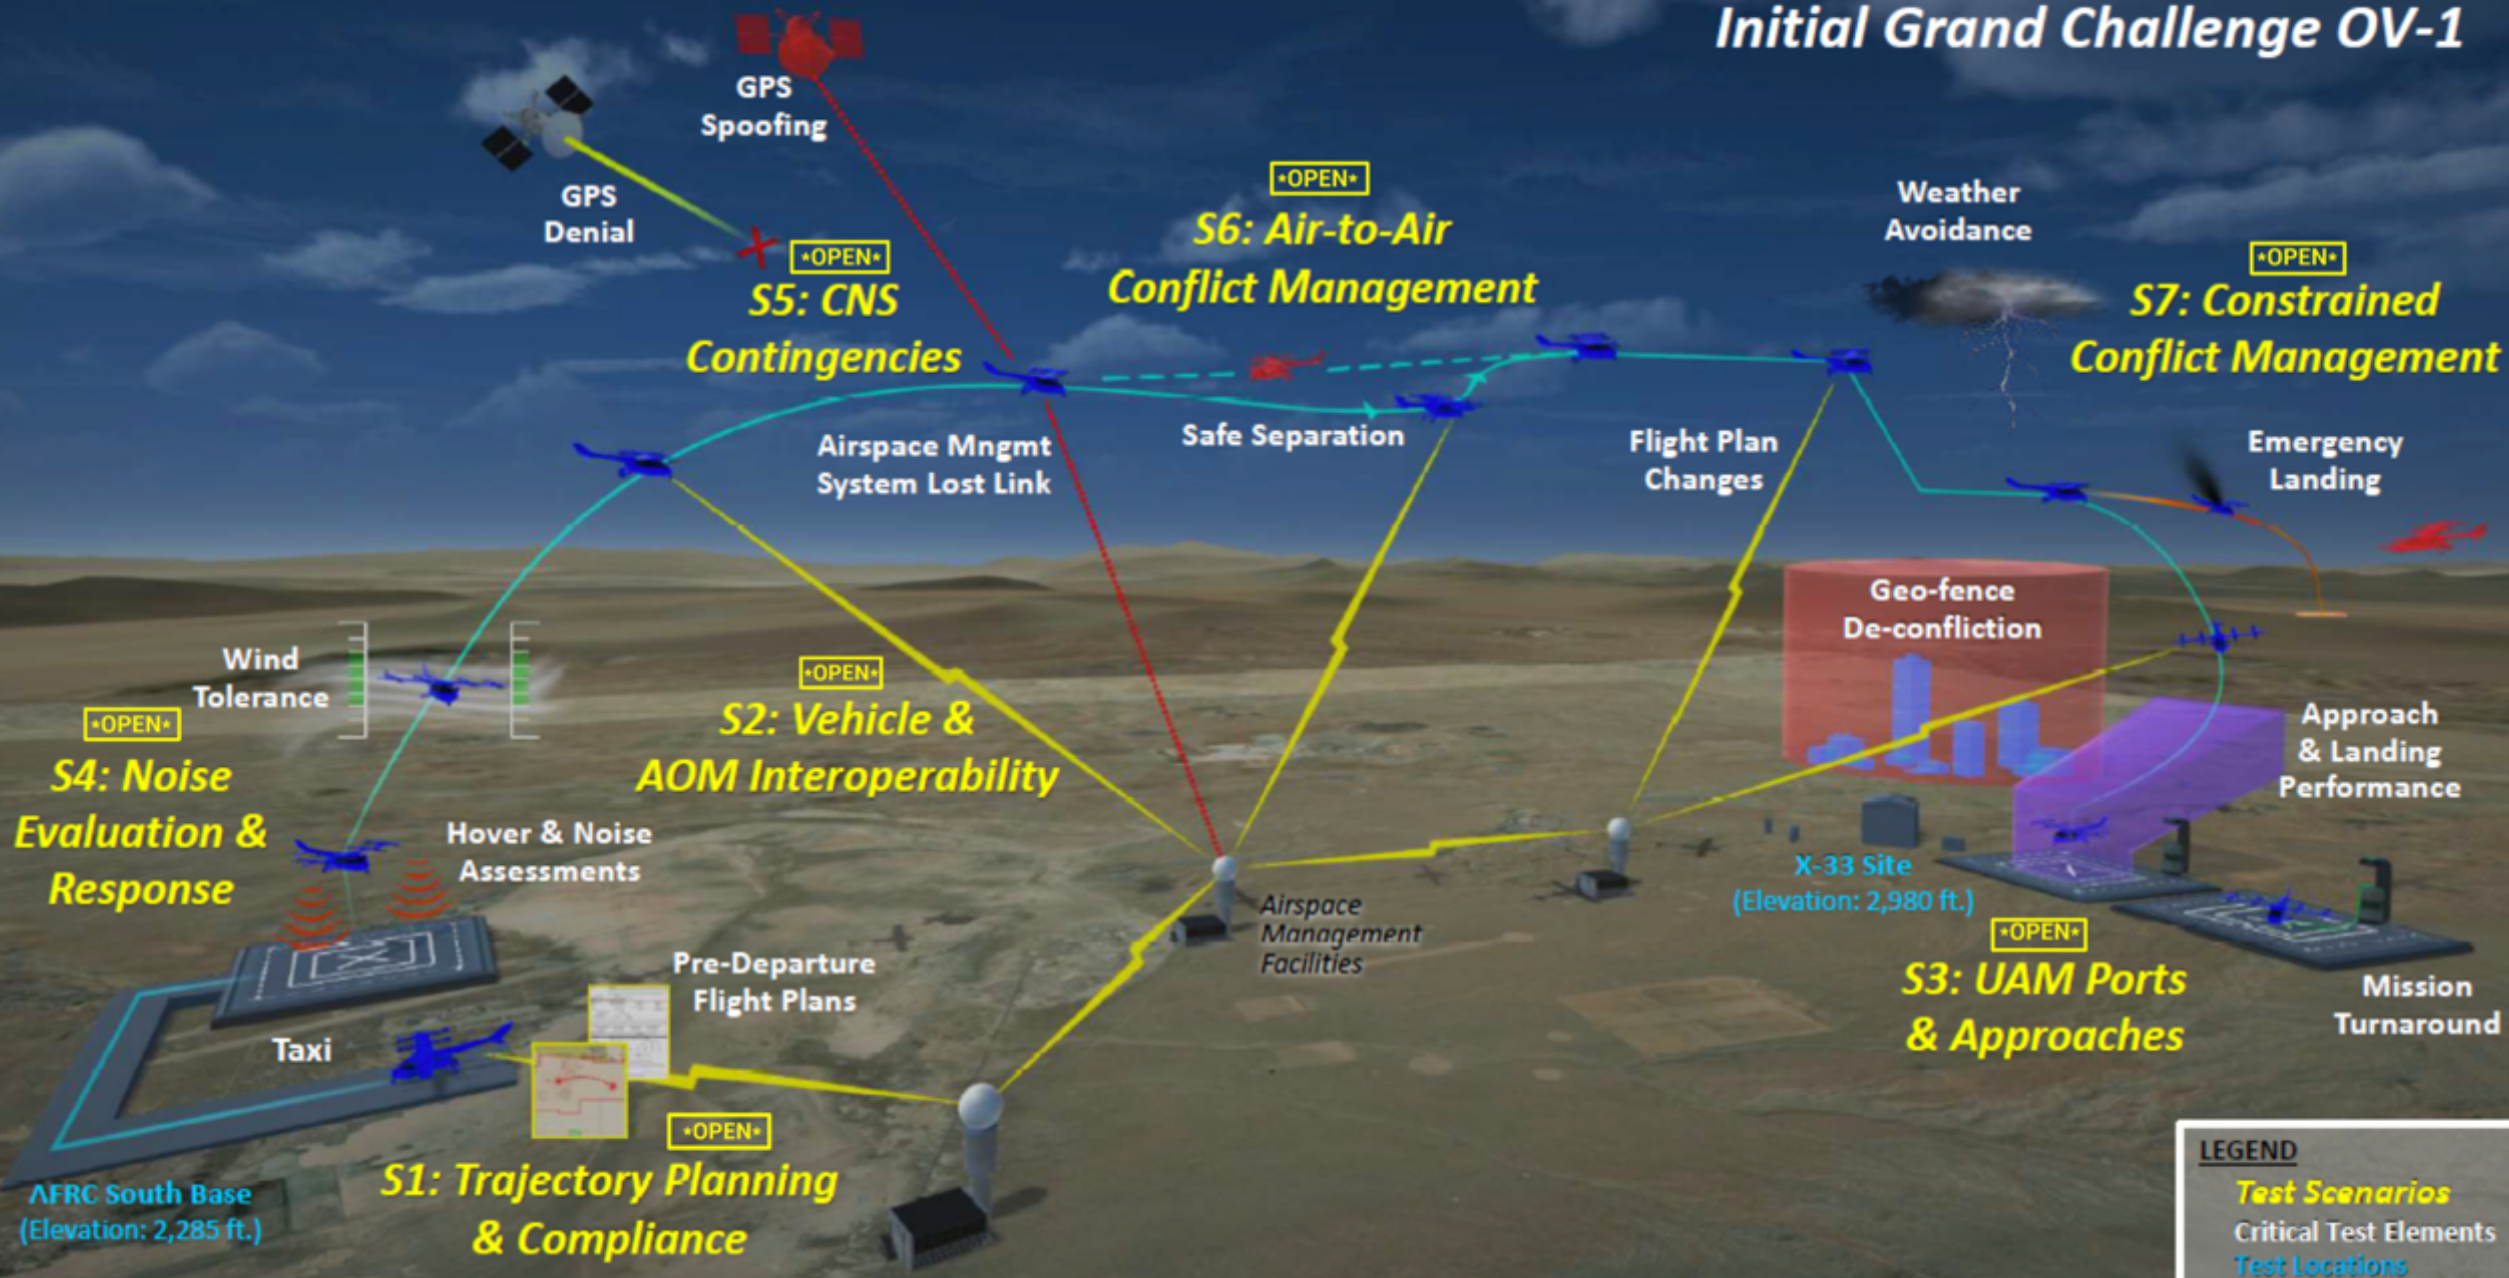 Initial Grand Challenge OV-1
GPS
Spoofing
GPS
Denial
*OPEN*
S5: CNS
Contingencies
*OPEN*
S6: Air-to-Air
Conflict Management
Weather
Avoidance
*OPEN*
S7: Constrained
Conflict Management
Airspace Mngmt
System Lost Link
Safe Separation
Flight Plan
Changes
Emergency
Landing
Geo-fence
De-confliction
Wind
Tolerance
*OPEN*
S4: Noise
Evaluation &
Response
*OPEN*
S2: Vehicle &
AOM Interoperability
Hover & Noise
Assessments
Approach
& Landing
Performance
X-33 Site
(Elevation: 2,980 ft.)
Airspace
Management
Facilities
*OPEN*
S3: UAM Ports
& Approaches
Mission
Turnaround
Pre-Departure
Flight Plans
Taxi
*OPEN*
S1: Trajectory Planning
& Compliance
AFRC South Base
(Elevation: 2,285 ft.)
LEGEND
Test Scenarios
Critical Test Elements
Test Locations